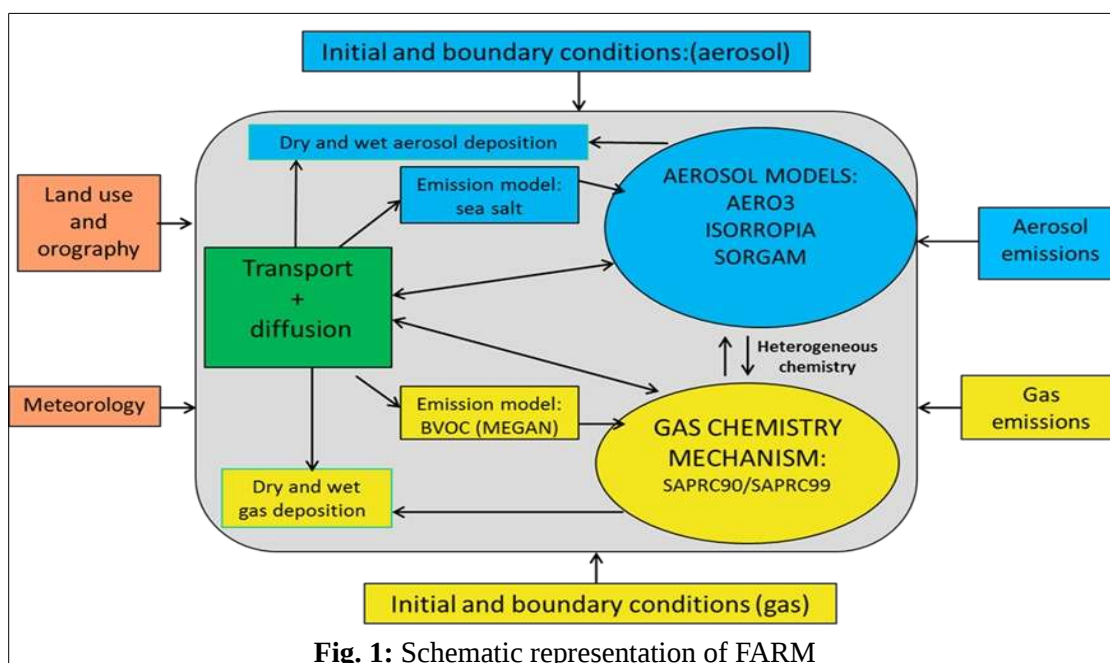 Initial and boundary conditions:(aerosol)
Dry and wet aerosol deposition
Emission model:
sea salt
AEROSOL MODELS:
AERO3
ISORROPIA
SORGAM
Land use
and
orography
Aerosol
emissions
Transport
+
diffusion
Heterogeneous
chemistry
Meteorology
Emission model:
BVOC (MEGAN)
GAS CHEMISTRY
MECHANISM:
SAPRC90/SAPRC99
Gas
emissions
Dry and wet
gas deposition
Initial and boundary conditions (gas)
Fig. 1: Schematic representation of FARM